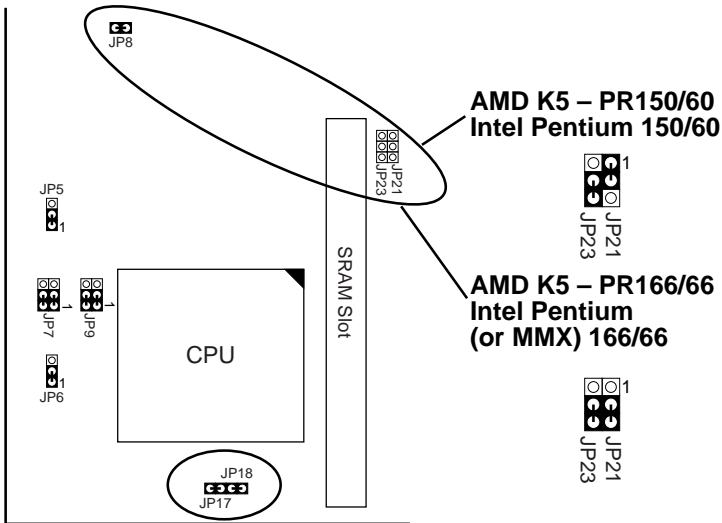 JP8
AMD K5 – PR150/60
Intel Pentium 150/60
JP23
JP21
1
JP23
JP21
JP5
1
SRAM Slot
AMD K5 – PR166/66
Intel Pentium
(or MMX) 166/66
1
JP7
1
JP9
CPU
1
JP6
1
JP23
JP21
JP18
JP17